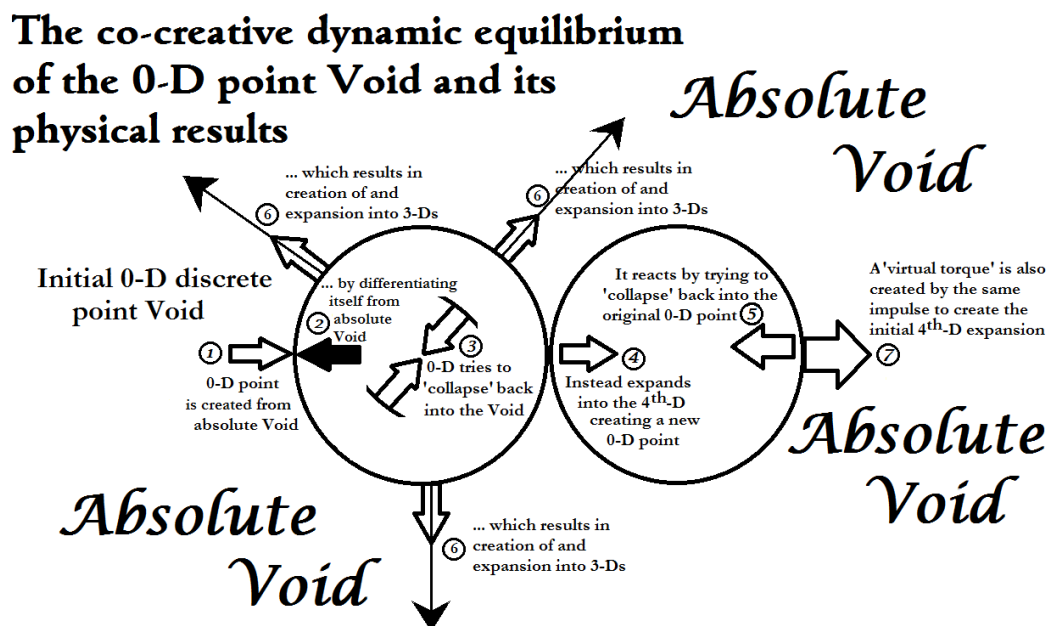 The co-creative dynamic equilibrium
of the 0-D point Void and its
physical results
Absolute
Void
... which results in
creation of and
6 expansion into 3-Ds
... which results in
6 creation of and
expansion into 3-Ds
Initial 0-D discrete
point Void
... by differentiating
itself from
2 absolute
Void
It reacts by trying to
'collapse' back into the
original 0-D point 5
A 'virtual torque' is also
created by the same
impulse to create the
initial 4th-D expansion
7
1
0-D point
is created from
absolute Void
3
0-D tries to
'collapse' back
into the Void
4
Instead expands
into the 4th-D
creating a new
0-D point
Absolute
Void
Absolute
Void
... which results in
6 creation of and
expansion into 3-Ds